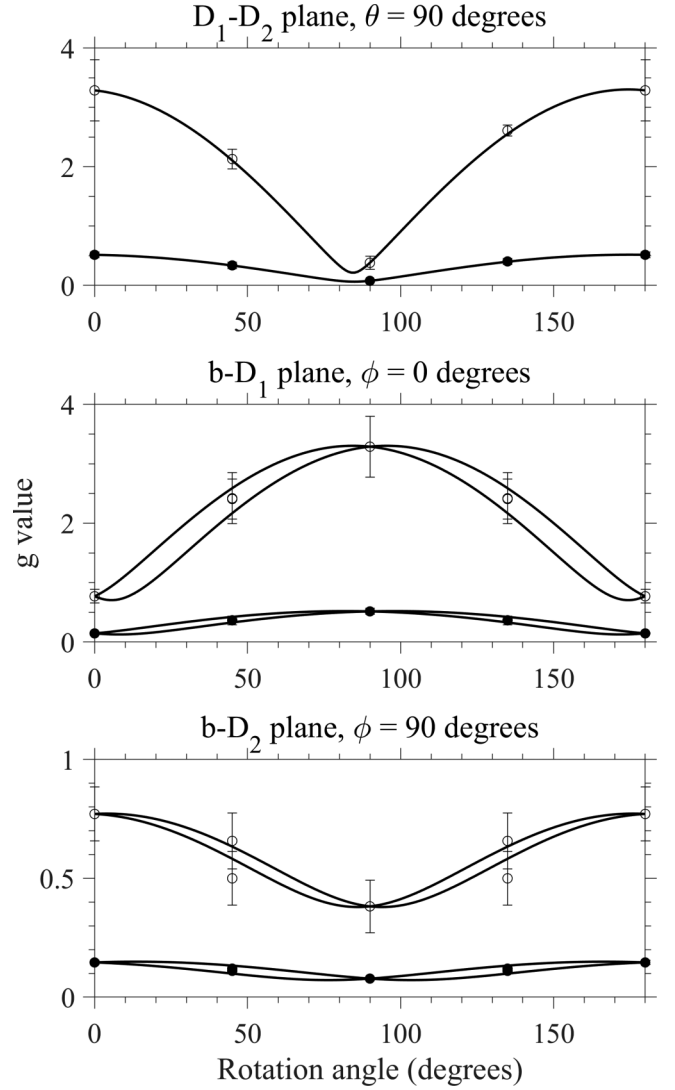 D₁-D₂ plane, θ = 90 degrees
4
2
0
0 50 100 150
b-D₁ plane, ϕ = 0 degrees
4
2
0
0 50 100 150
g value
b-D₂ plane, ϕ = 90 degrees
1
0.5
0
0 50 100 150
Rotation angle (degrees)